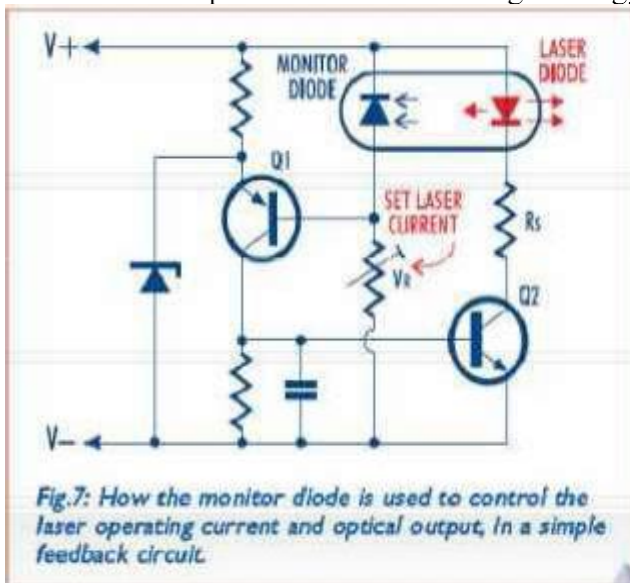 V+
MONITOR
DIODE
LASER
DIODE
Q1
SET LASER
CURRENT
VR
Rs
Q2
V-
Fig.7: How the monitor diode is used to control the
laser operating current and optical output, in a simple
feedback circuit.